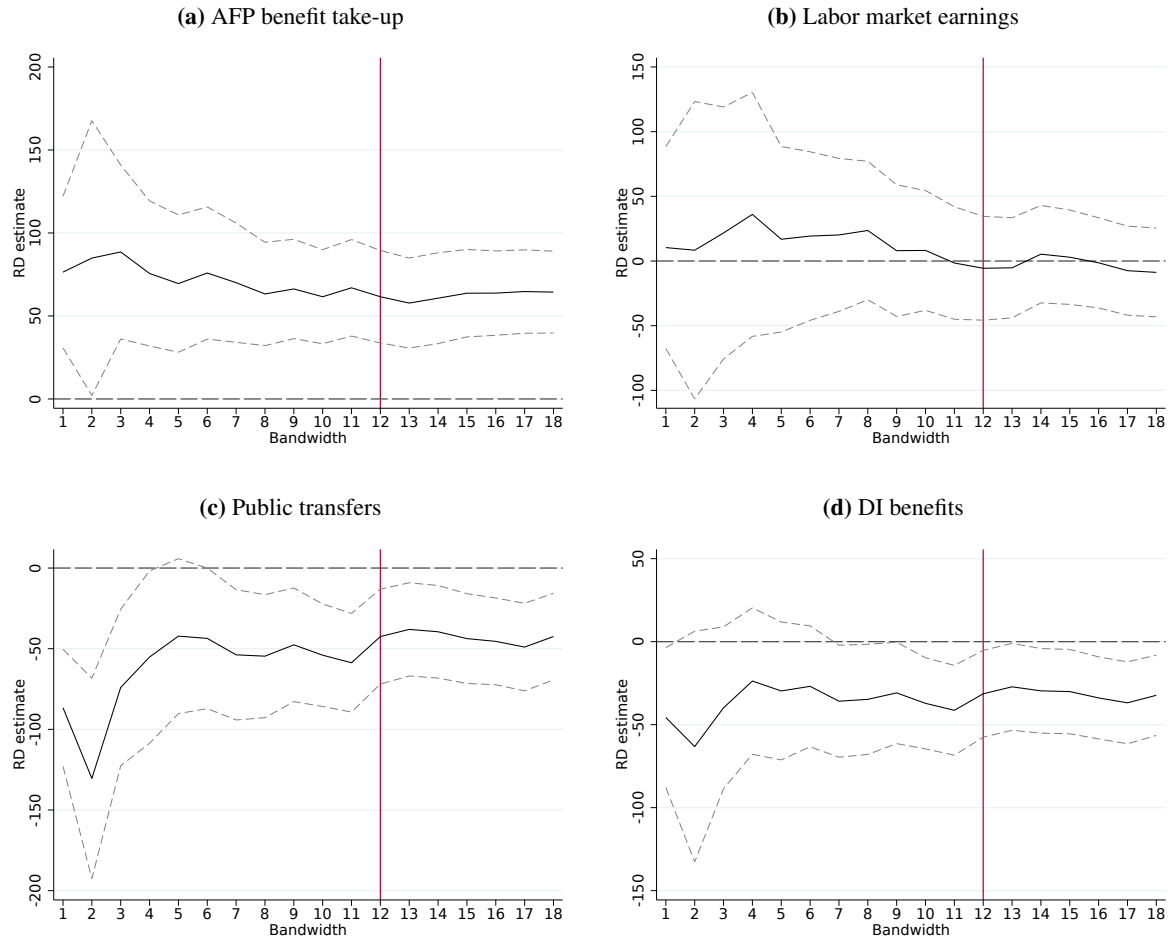 (a) AFP benefit take-up
(b) Labor market earnings
200
150
100
50
0
RD estimate
1 2 3 4 5 6 7 8 9 10 11 12 13 14 15 16 17 18
Bandwidth
150
100
50
0
-50
-100
RD estimate
1 2 3 4 5 6 7 8 9 10 11 12 13 14 15 16 17 18
Bandwidth
(c) Public transfers
(d) DI benefits
0
-50
-100
-150
-200
RD estimate
1 2 3 4 5 6 7 8 9 10 11 12 13 14 15 16 17 18
Bandwidth
50
0
-50
-100
-150
RD estimate
1 2 3 4 5 6 7 8 9 10 11 12 13 14 15 16 17 18
Bandwidth